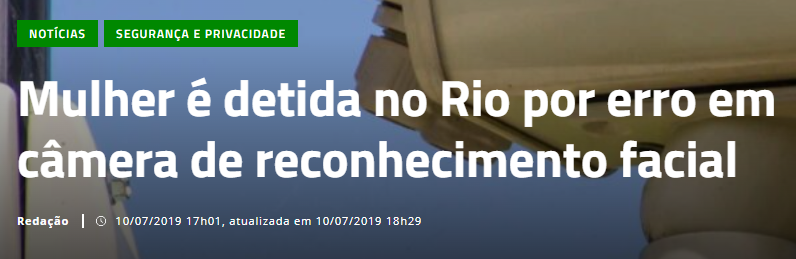 NOTÍCIAS SEGURANÇA E PRIVACIDADE
Mulher é detida no Rio por erro em
câmera de reconhecimento facial
Redação | 10/07/2019 17h01, atualizada em 10/07/2019 18h29